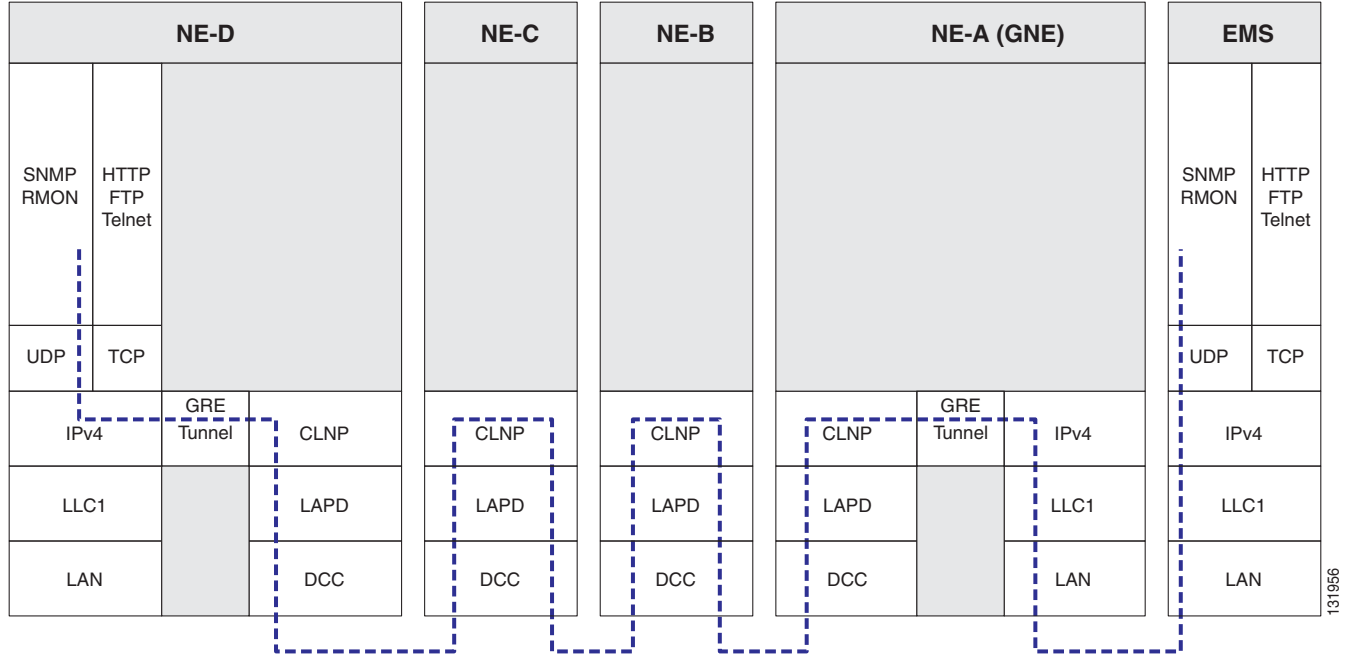 NE-D
NE-C
NE-B
NE-A (GNE)
EMS
SNMP
RMON
HTTP
FTP
Telnet
SNMP
RMON
HTTP
FTP
Telnet
UDP
TCP
UDP
TCP
IPv4
GRE
Tunnel
CLNP
CLNP
CLNP
CLNP
GRE
Tunnel
IPv4
IPv4
LLC1
LAPD
LAPD
LAPD
LAPD
LLC1
LLC1
LAN
DCC
DCC
DCC
DCC
LAN
LAN
131956